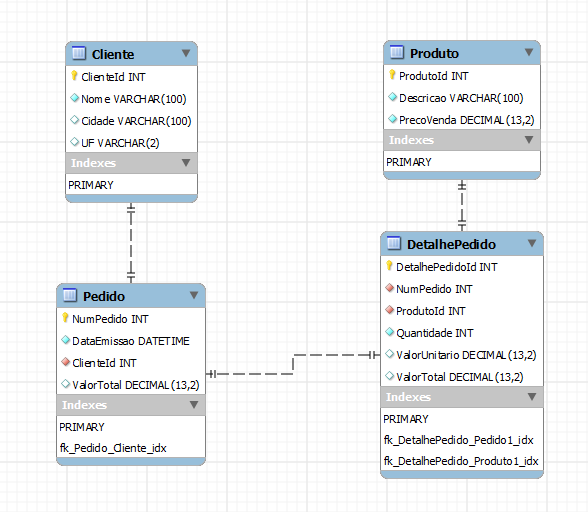 Cliente
ClienteId INT
Nome VARCHAR(100)
Cidade VARCHAR(100)
UF VARCHAR(2)
Indexes
PRIMARY
Produto
ProdutoId INT
Descricao VARCHAR(100)
PrecoVenda DECIMAL(13,2)
Indexes
PRIMARY
Pedido
NumPedido INT
DataEmissao DATETIME
ClienteId INT
ValorTotal DECIMAL(13,2)
Indexes
PRIMARY
fk_Pedido_Cliente_idx
DetalhePedido
DetalhePedidoId INT
NumPedido INT
ProdutoId INT
Quantidade INT
ValorUnitario DECIMAL(13,2)
ValorTotal DECIMAL(13,2)
Indexes
PRIMARY
fk_DetalhePedido_Pedido1_idx
fk_DetalhePedido_Produto1_idx